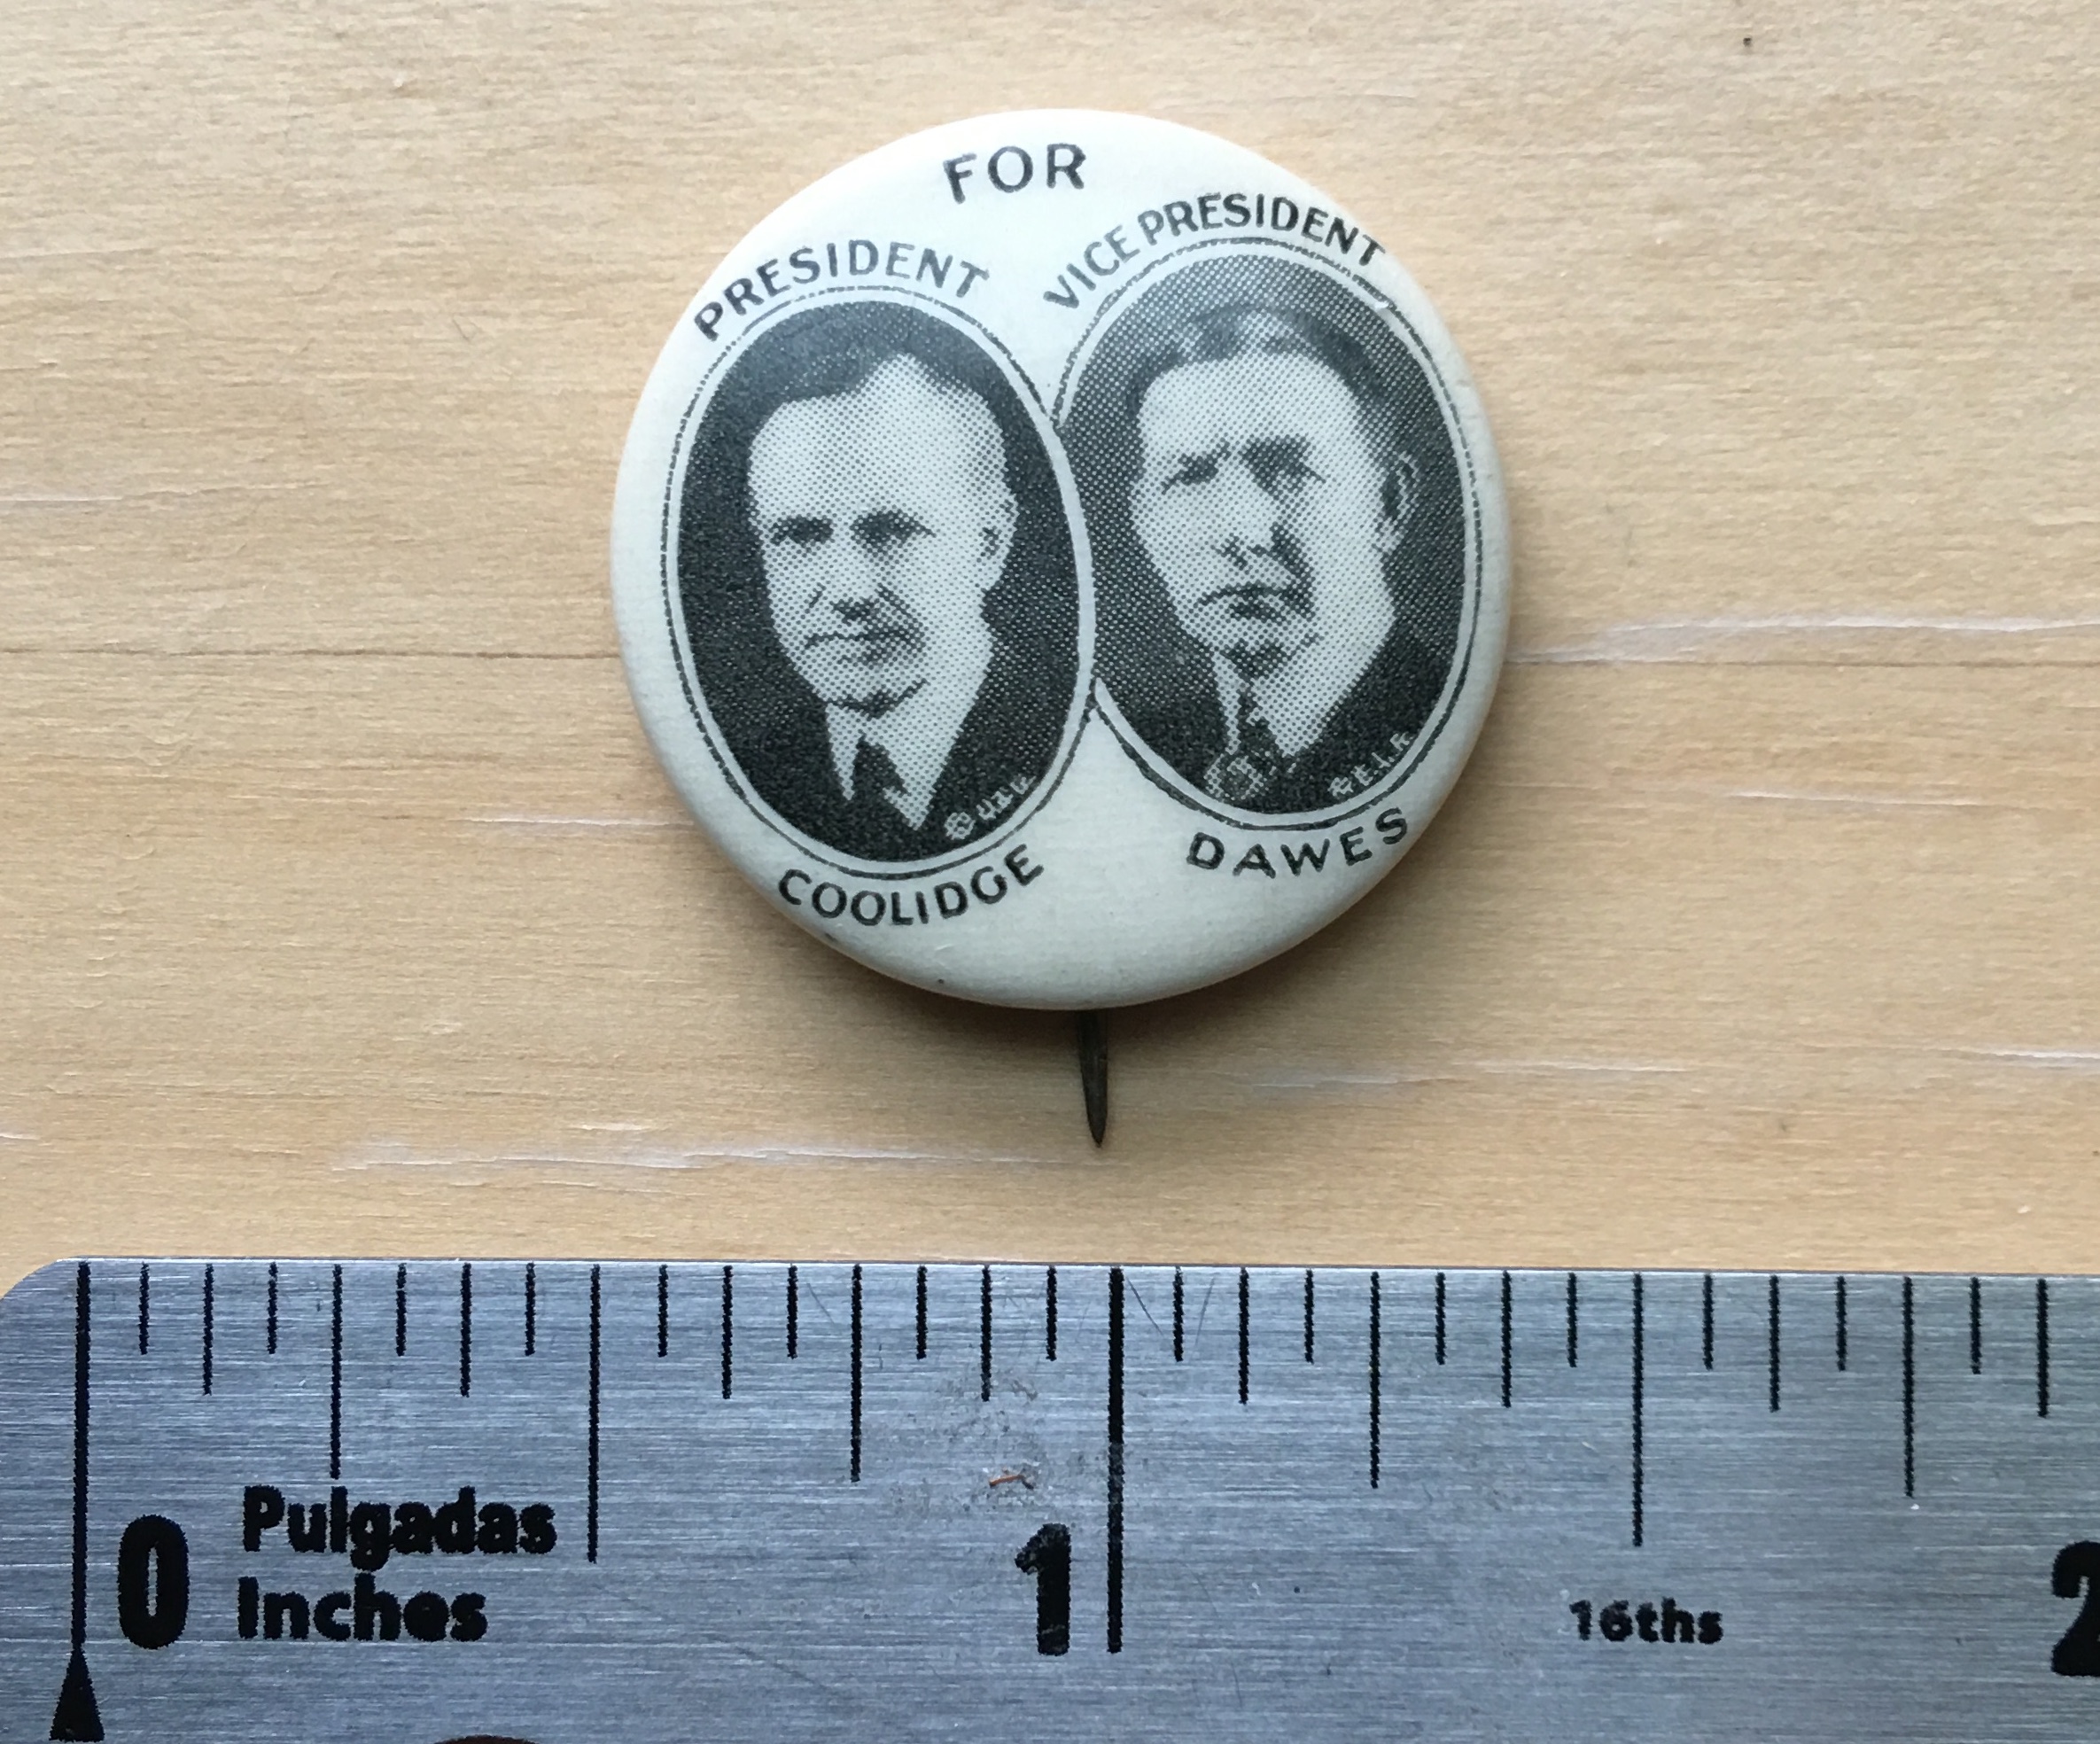 FOR
PRESIDENT
VICE PRESIDENT
COOLIDGE
DAWES
0
Pulgadas
Inches
1
16ths
2